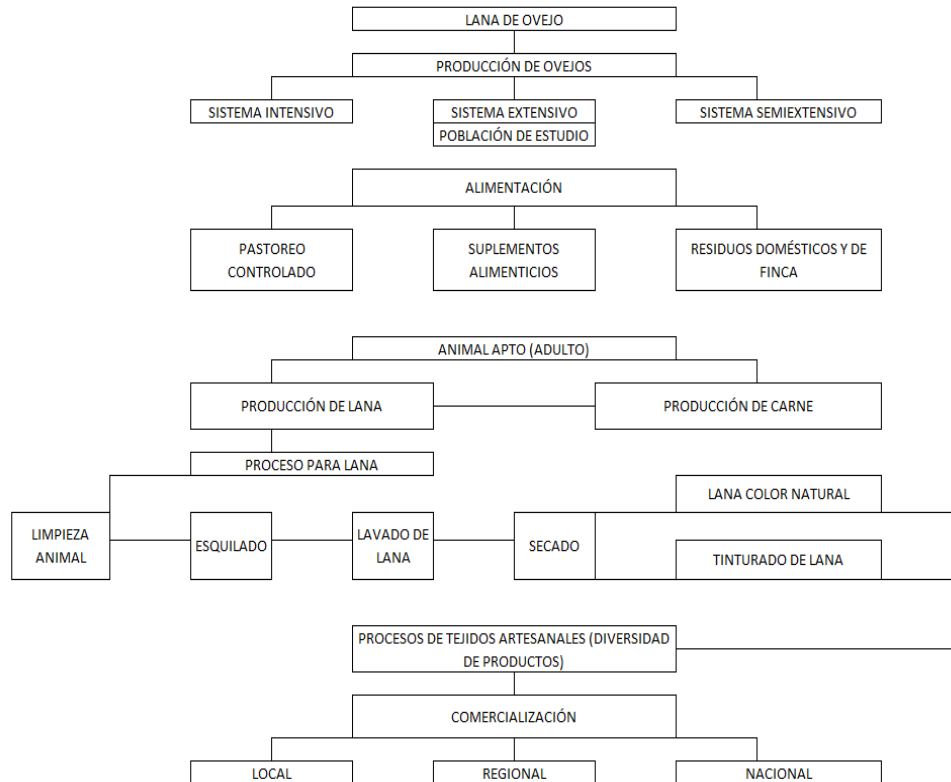 LANA DE OVEJO
PRODUCCIÓN DE OVEJOS
SISTEMA INTENSIVO
SISTEMA EXTENSIVO
SISTEMA SEMIEXTENSIVO
POBLACIÓN DE ESTUDIO
ALIMENTACIÓN
PASTOREO
CONTROLADO
SUPLEMENTOS
ALIMENTICIOS
RESIDUOS DOMÉSTICOS Y DE
FINCA
ANIMAL APTO (ADULTO)
PRODUCCIÓN DE LANA
PRODUCCIÓN DE CARNE
PROCESO PARA LANA
LIMPIEZA
ANIMAL
ESQUILADO
LAVADO DE
LANA
SECADO
LANA COLOR NATURAL
TINTURADO DE LANA
PROCESOS DE TEJIDOS ARTESANALES (DIVERSIDAD
DE PRODUCTOS)
COMERCIALIZACIÓN
LOCAL
REGIONAL
NACIONAL